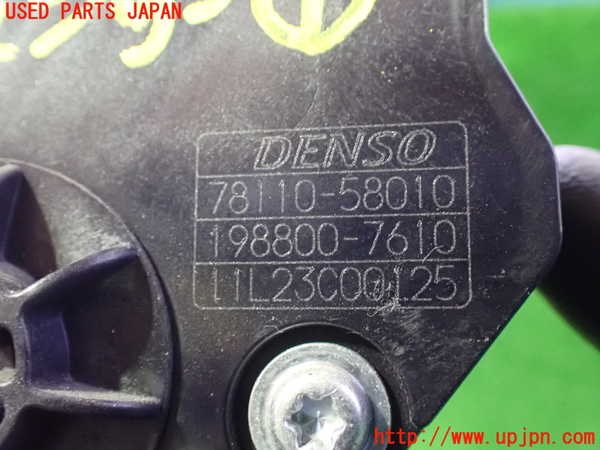 USED PARTS JAPAN
DENSO
78110-58010
198800-7610
11L23C00125
http://www.upjpn.com/